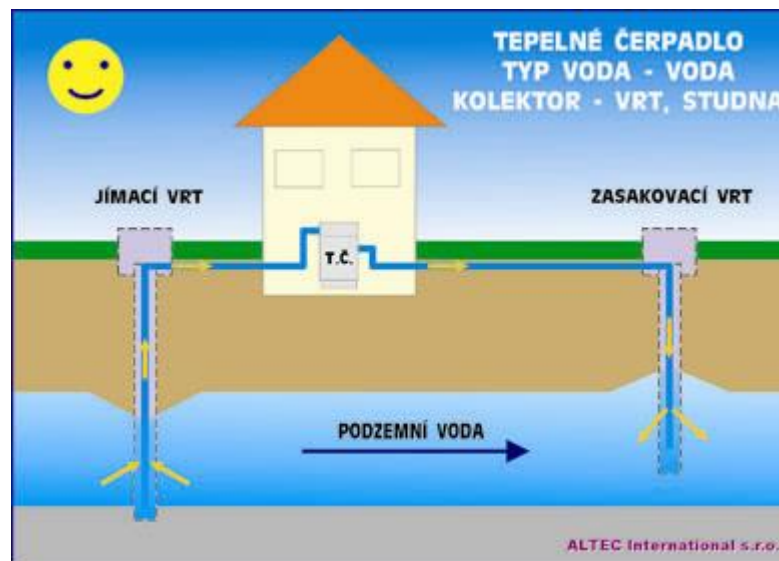 TEPELNÉ ČERPADLO
TYP VODA - VODA
KOLEKTOR - VRT, STUDNA
JÍMACÍ VRT
ZASAKOVACÍ VRT
T.Č.
PODZEMNÍ VODA
ALTEC International s.r.o.